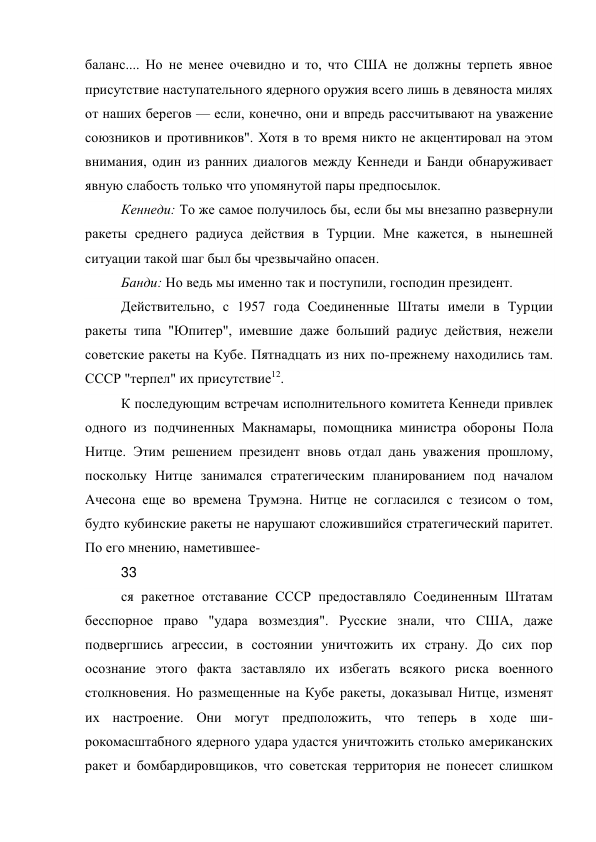 баланс.... Но не менее очевидно и то, что США не должны терпеть явное
присутствие наступательного ядерного оружия всего лишь в девяноста милях
от наших берегов — если, конечно, они и впредь рассчитывают на уважение
союзников и противников". Хотя в то время никто не акцентировал на этом
внимания, один из ранних диалогов между Кеннеди и Банди обнаруживает
явную слабость только что упомянутой пары предпосылок.
Кеннеди: То же самое получилось бы, если бы мы внезапно развернули
ракеты среднего радиуса действия в Турции. Мне кажется, в нынешней
ситуации такой шаг был бы чрезвычайно опасен.
Банди: Но ведь мы именно так и поступили, господин президент.
Действительно, с 1957 года Соединенные Штаты имели в Турции
ракеты типа "Юпитер", имевшие даже больший радиус действия, нежели
советские ракеты на Кубе. Пятнадцать из них по-прежнему находились там.
СССР "терпел" их присутствие12.
К последующим встречам исполнительного комитета Кеннеди привлек
одного из подчиненных Макнамары, помощника министра обороны Пола
Нитце. Этим решением президент вновь отдал дань уважения прошлому,
поскольку Нитце занимался стратегическим планированием под началом
Ачесона еще во времена Трумэна. Нитце не согласился с тезисом о том,
будто кубинские ракеты не нарушают сложившийся стратегический паритет.
По его мнению, наметившее-
33
ся ракетное отставание СССР предоставляло Соединенным Штатам
бесспорное право "удара возмездия". Русские знали, что США, даже
подвергшись агрессии, в состоянии уничтожить их страну. До сих пор
осознание этого факта заставляло их избегать всякого риска военного
столкновения. Но размещенные на Кубе ракеты, доказывал Нитце, изменят
их настроение. Они могут предположить, что теперь в ходе ши-
рокомасштабного ядерного удара удастся уничтожить столько американских
ракет и бомбардировщиков, что советская территория не понесет слишком